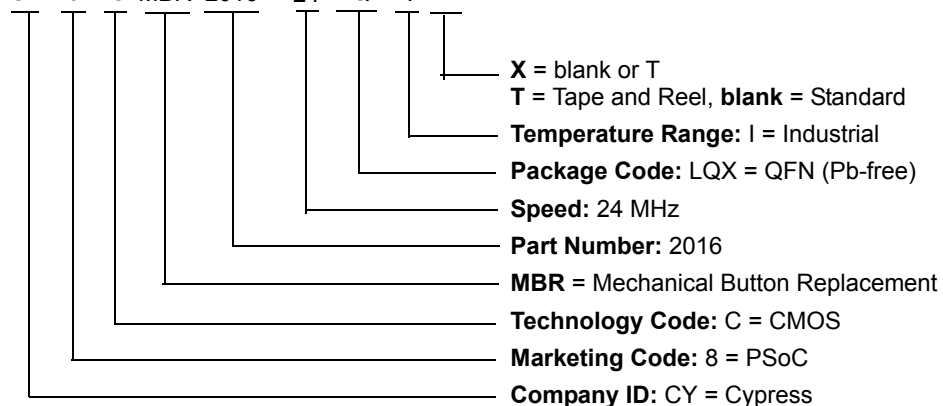 X = blank or T
T = Tape and Reel, blank = Standard
Temperature Range: I = Industrial
Package Code: LQX = QFN (Pb-free)
Speed: 24 MHz
Part Number: 2016
MBR = Mechanical Button Replacement
Technology Code: C = CMOS
Marketing Code: 8 = PSoC
Company ID: CY = Cypress